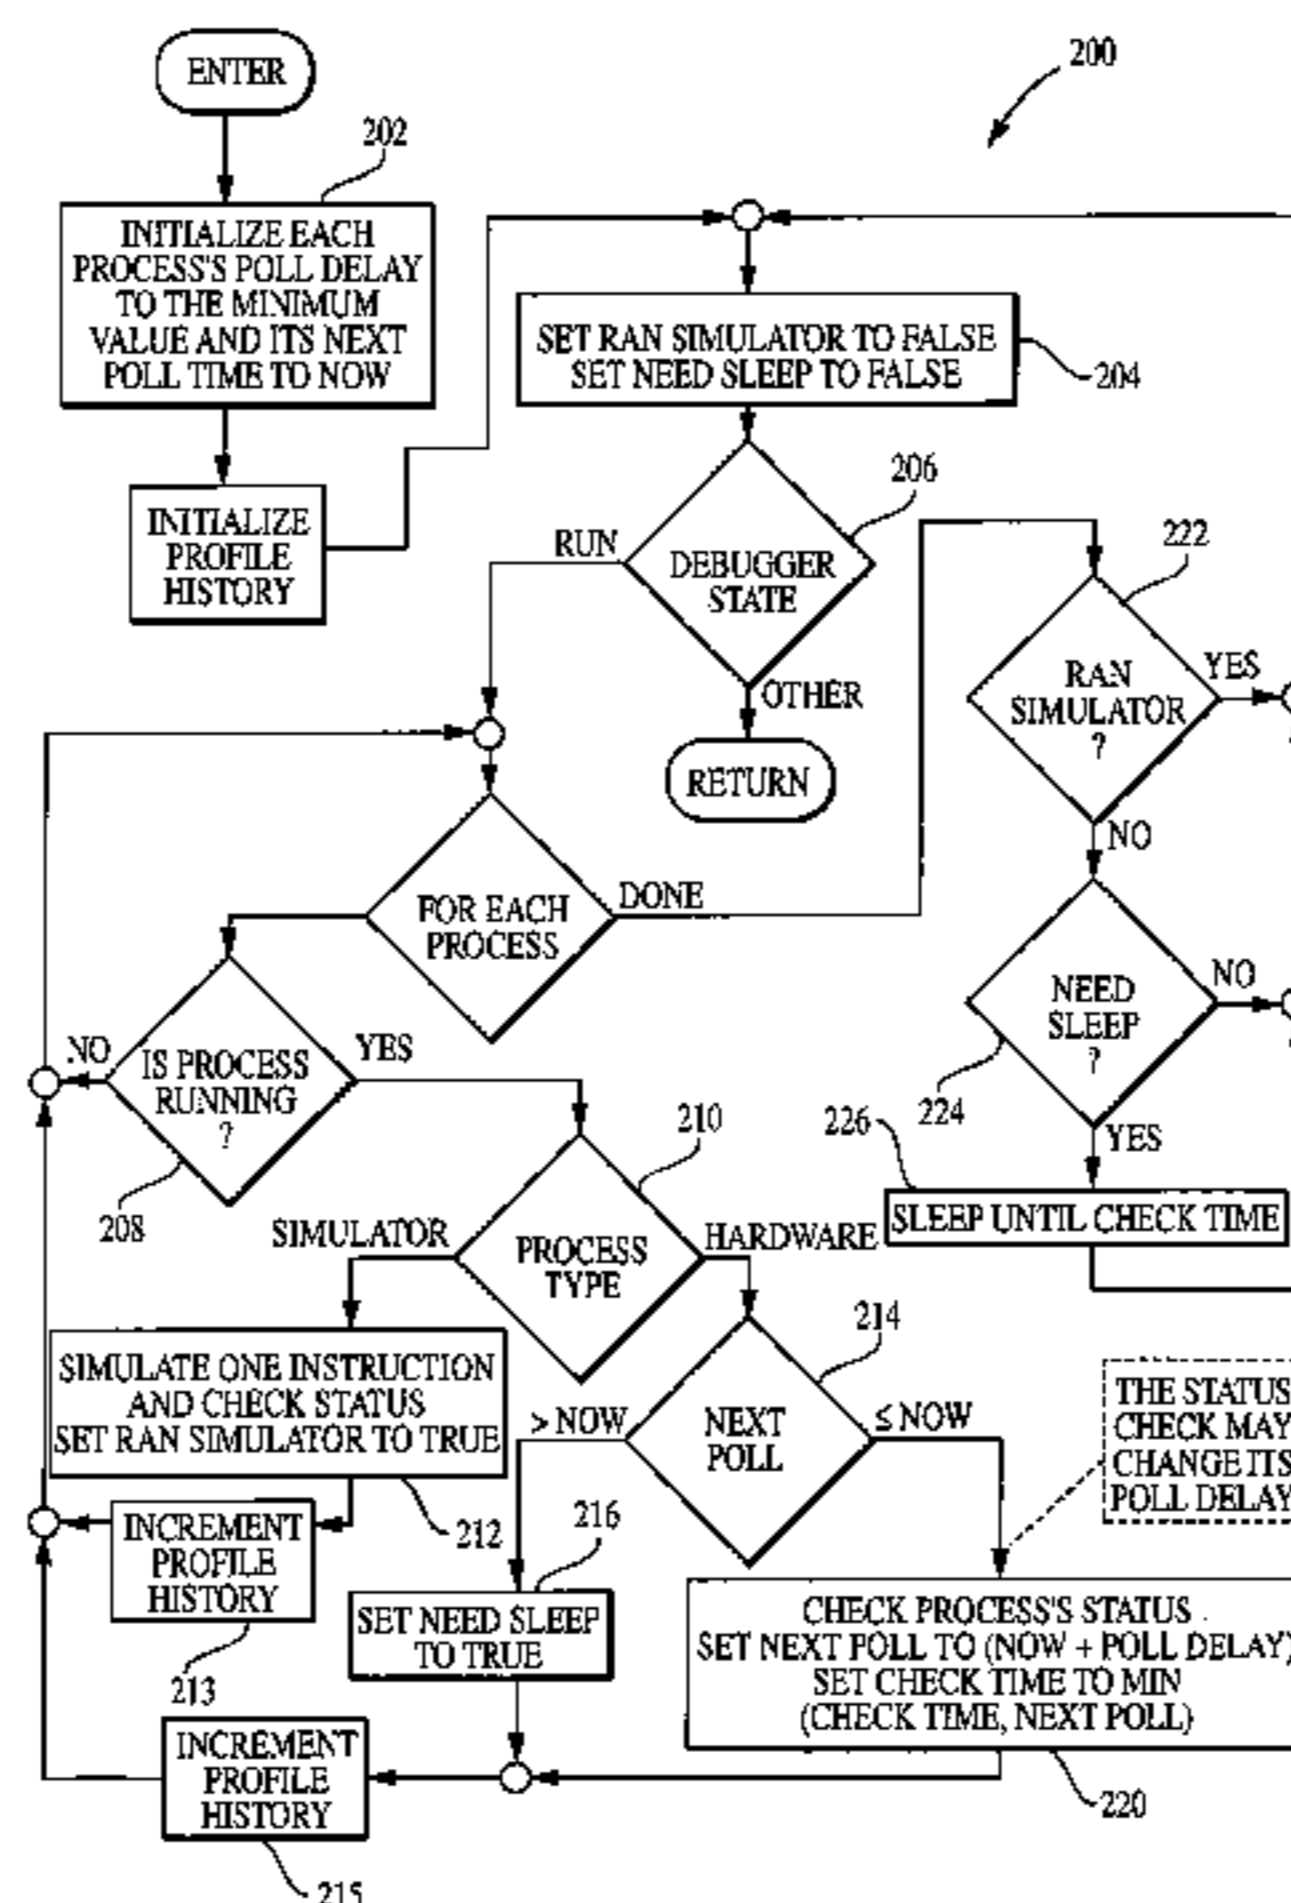 ENTER
200
202
INITIALIZE EACH
PROCESS'S POLL DELAY
TO THE MINIMUM
VALUE AND ITS NEXT
POLL TIME TO NOW
SET RAN SIMULATOR TO FALSE
SET NEED SLEEP TO FALSE
204
INITIALIZE
PROFILE
HISTORY
206
RUN
DEBUGGER
STATE
OTHER
RETURN
222
RAN
SIMULATOR
?
YES
NO
FOR EACH
PROCESS
DONE
NEED
SLEEP
?
NO
224
YES
226
SLEEP UNTIL CHECK TIME
NO
IS PROCESS
RUNNING
?
YES
208
210
SIMULATOR
PROCESS
TYPE
HARDWARE
214
SIMULATE ONE INSTRUCTION
AND CHECK STATUS
SET RAN SIMULATOR TO TRUE
212
> NOW
NEXT
POLL
≤ NOW
THE STATUS
CHECK MAY
CHANGE ITS
POLL DELAY
INCREMENT
PROFILE
HISTORY
213
216
SET NEED SLEEP
TO TRUE
CHECK PROCESS'S STATUS
SET NEXT POLL TO (NOW + POLL DELAY)
SET CHECK TIME TO MIN
(CHECK TIME, NEXT POLL)
220
INCREMENT
PROFILE
HISTORY
215